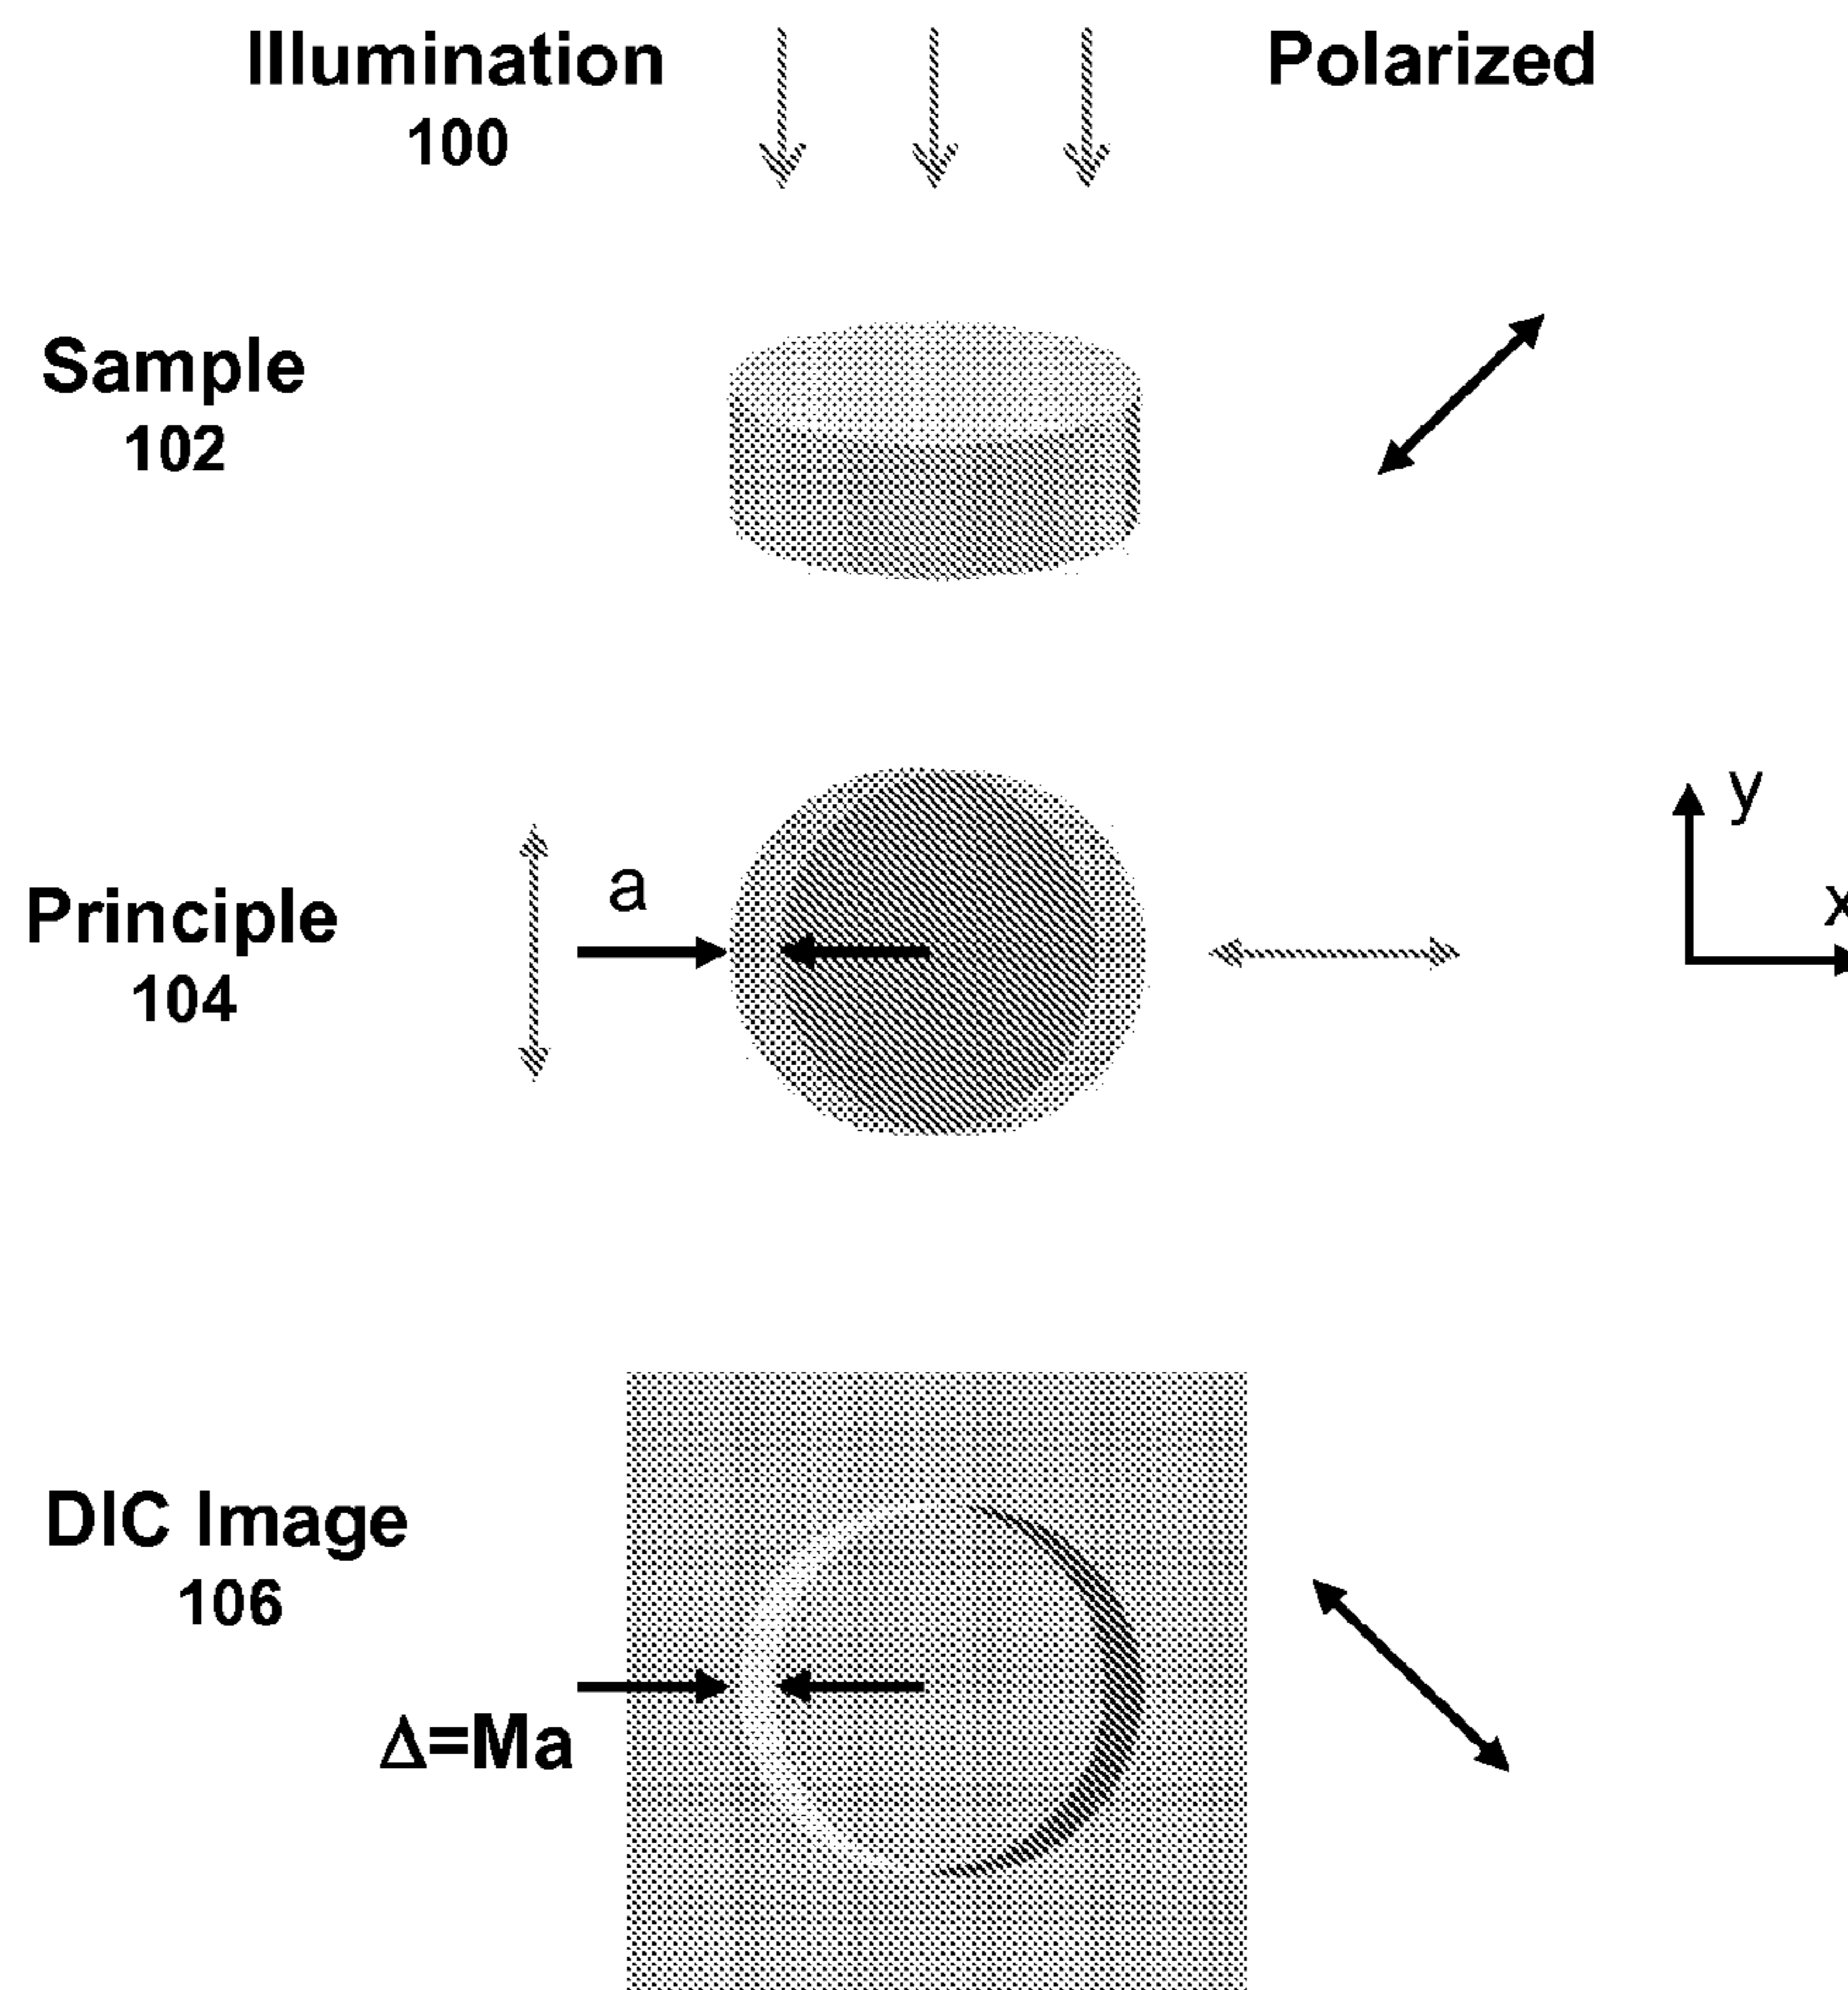 Illumination
100
Polarized
Sample
102
Principle
104
a
y
x
DIC Image
106
Δ=Ma